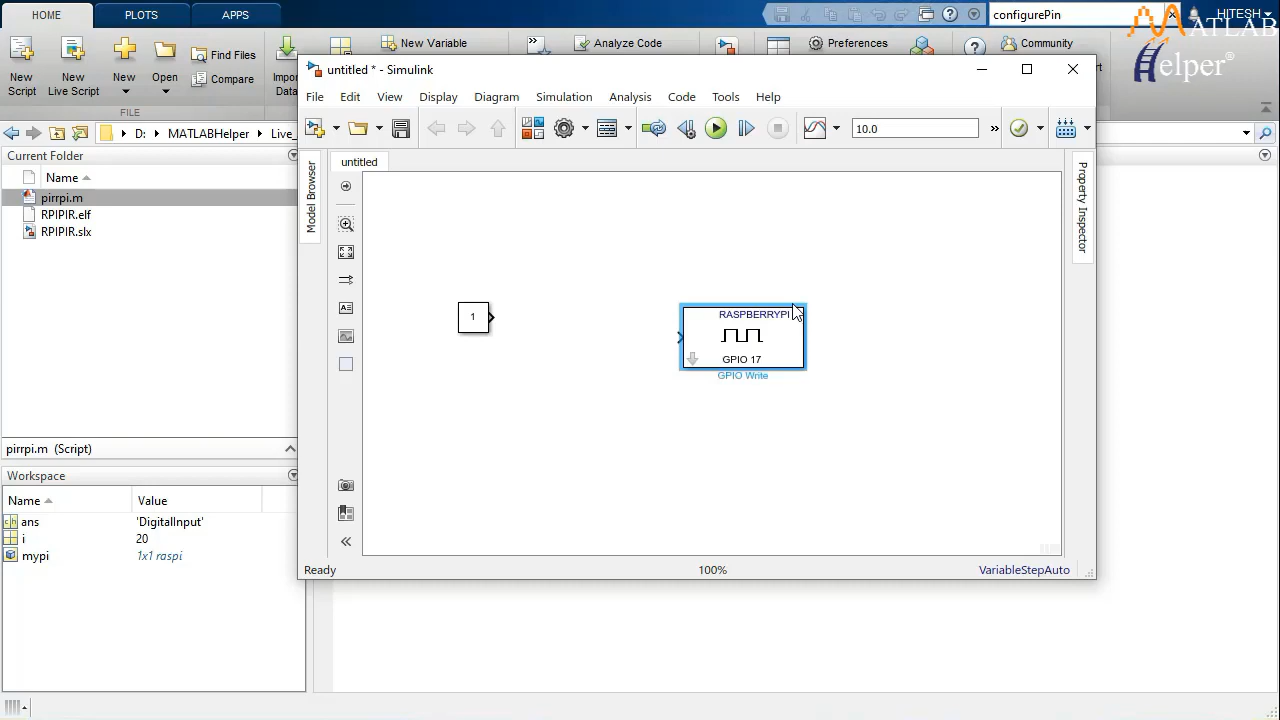 HOME
PLOTS
APPS
configurePin
HITESH
MATLAB
Helper®
New Script
New Live Script
New
Open
Find Files
Compare
FILE
New Variable
Analyze Code
Preferences
Community
D:
MATLABHelper
Live_
Current Folder
Name
pirrpi.m
RPIPIR.elf
RPIPIR.slx
pirrpi.m (Script)
Workspace
Name
Value
ans
'DigitalInput'
i
20
mypi
1x1 raspi
untitled * - Simulink
File
Edit
View
Display
Diagram
Simulation
Analysis
Code
Tools
Help
10.0
untitled
Model Browser
Property Inspector
1
RASPBERRYPI
GPIO 17
GPIO Write
Ready
100%
VariableStepAuto